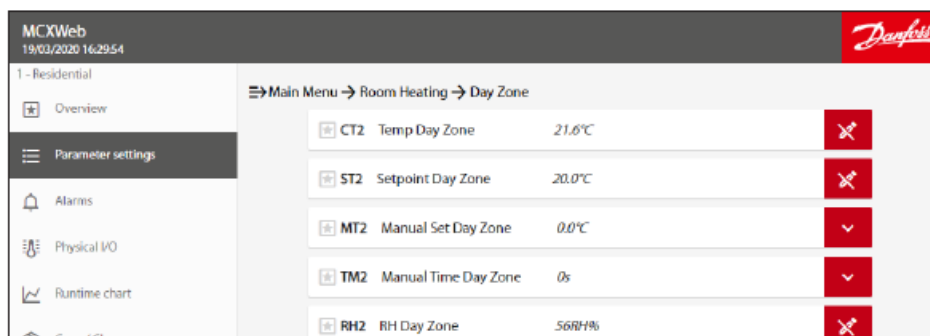 MCXWeb
19/03/2020 16:29:54
Danfoss
1 - Residential
Main Menu → Room Heating → Day Zone
Overview
CT2 Temp Day Zone 21.6°C
Parameter settings
ST2 Setpoint Day Zone 20.0°C
Alarms
MT2 Manual Set Day Zone 0.0°C
Physical I/O
TM2 Manual Time Day Zone 0s
Runtime chart
RH2 RH Day Zone 56RH%